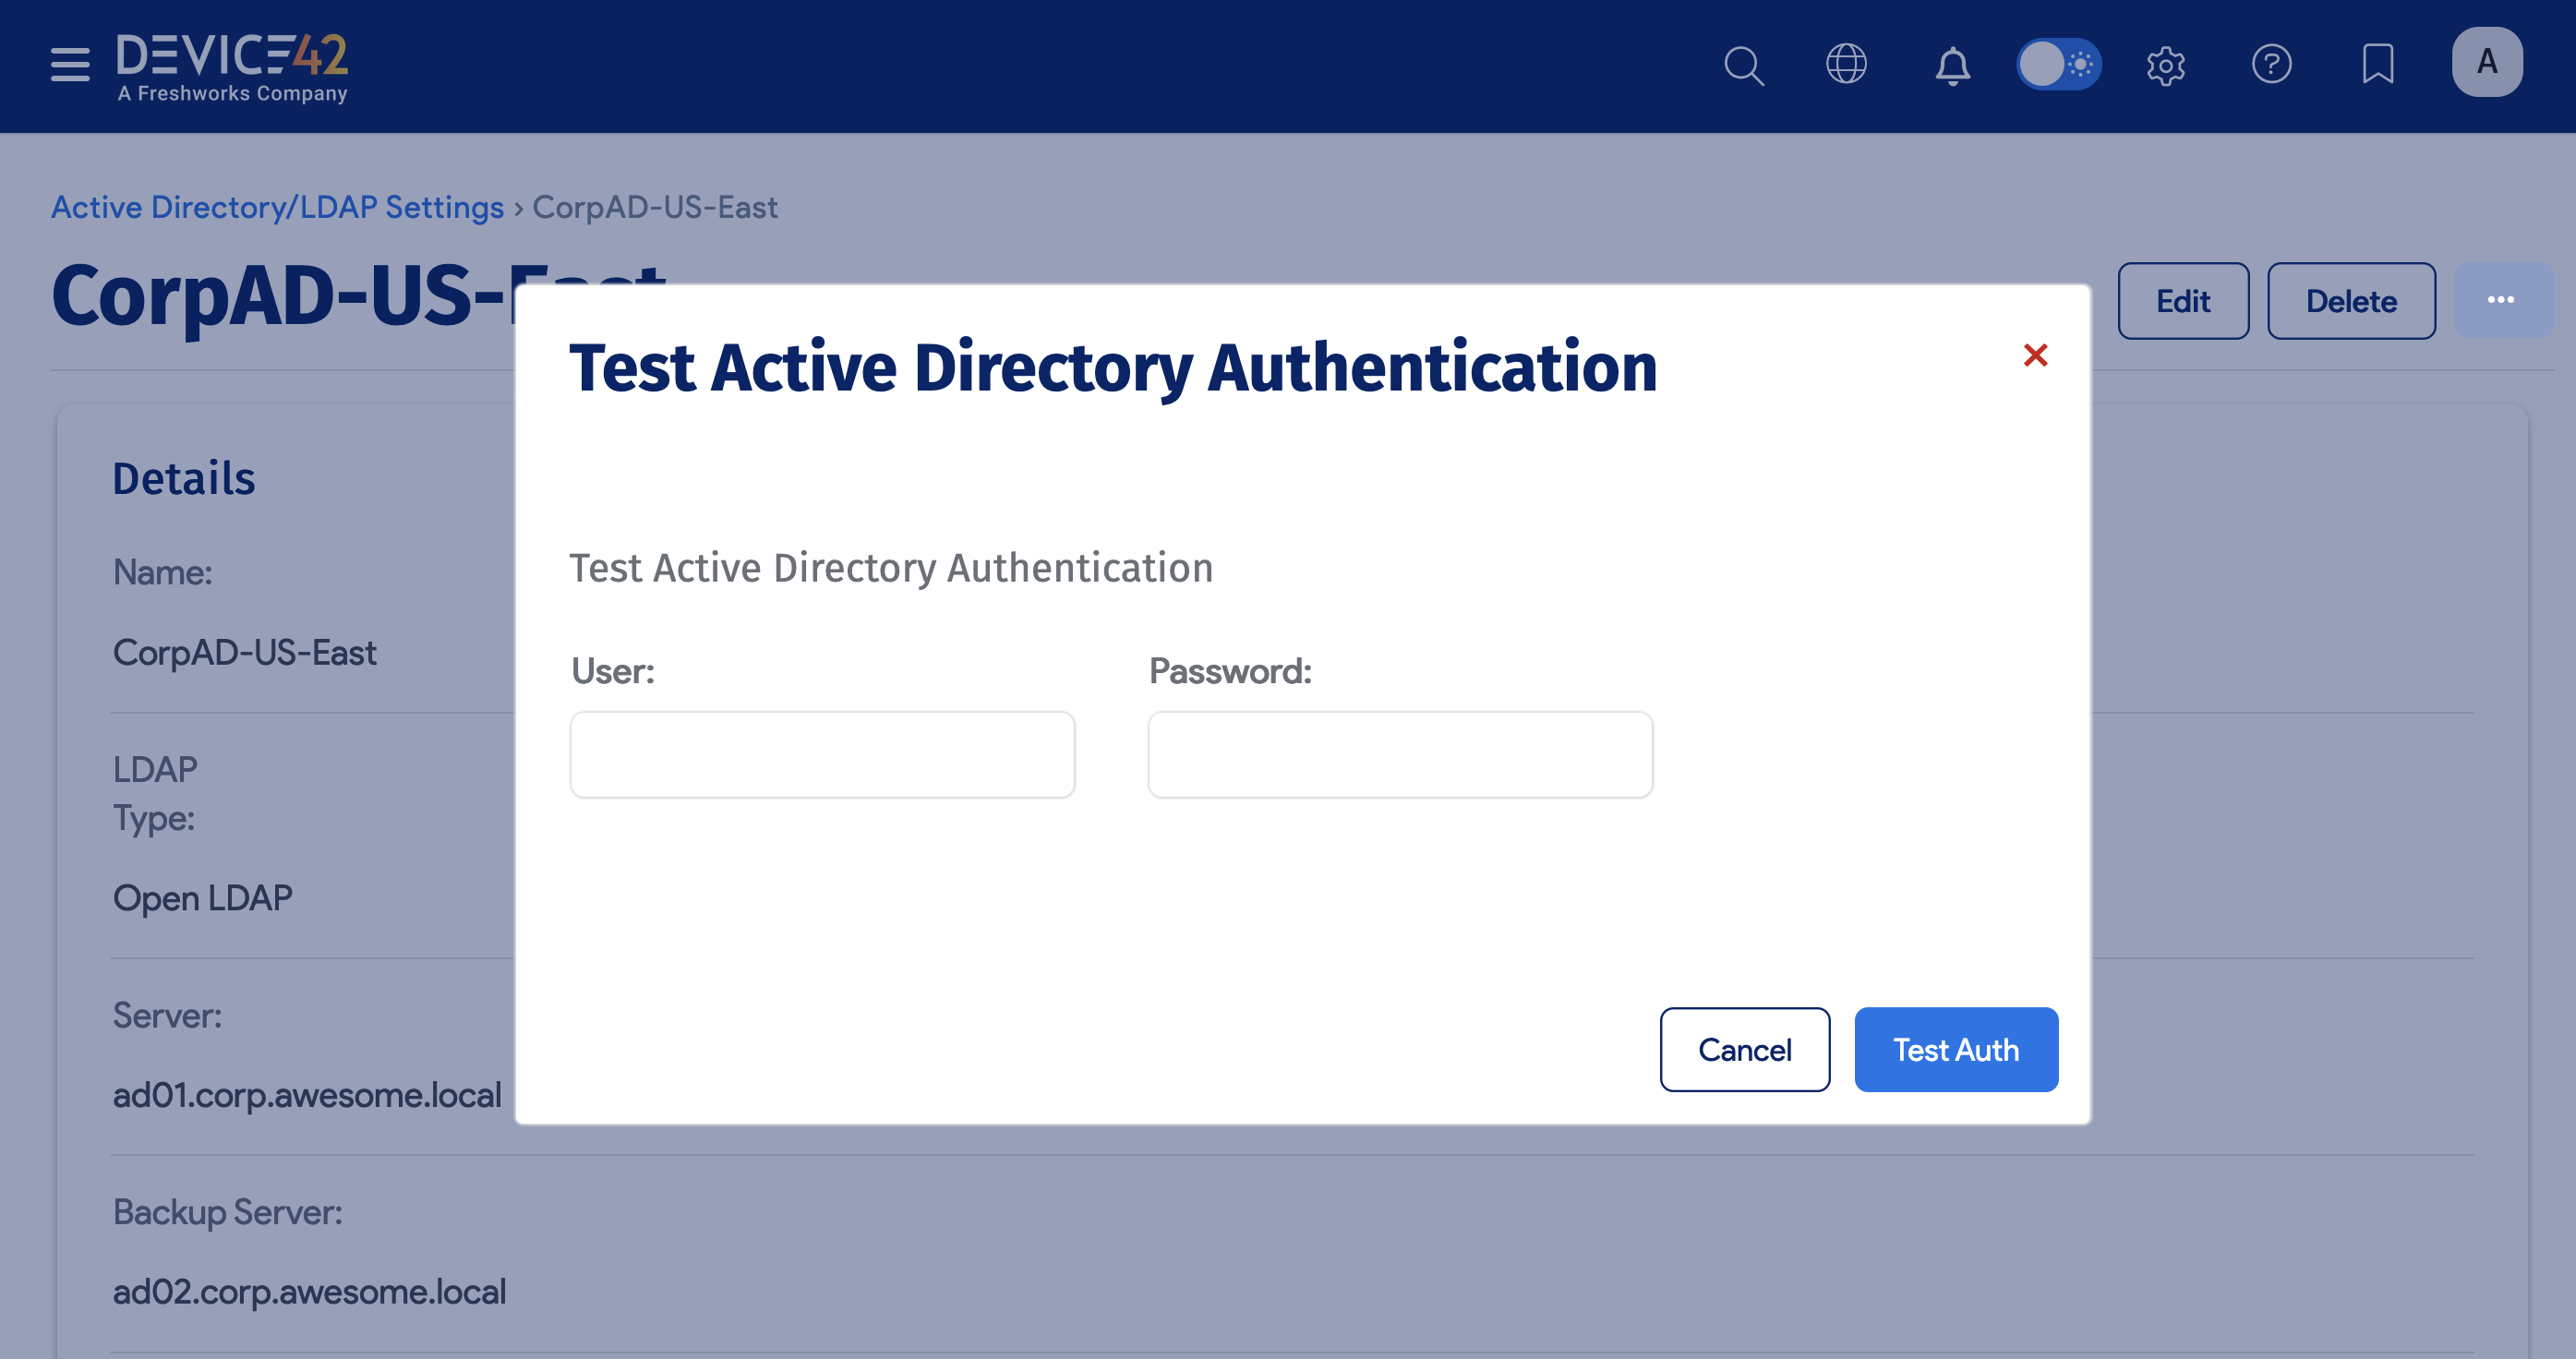 DEVICE42
A Freshworks Company
A
Active Directory/LDAP Settings › CorpAD-US-East
CorpAD-US-East
Edit
Delete
Test Active Directory Authentication
Details
Test Active Directory Authentication
Name:
CorpAD-US-East
User:
Password:
LDAP
Type:
Open LDAP
Server:
ad01.corp.awesome.local
Cancel
Test Auth
Backup Server:
ad02.corp.awesome.local